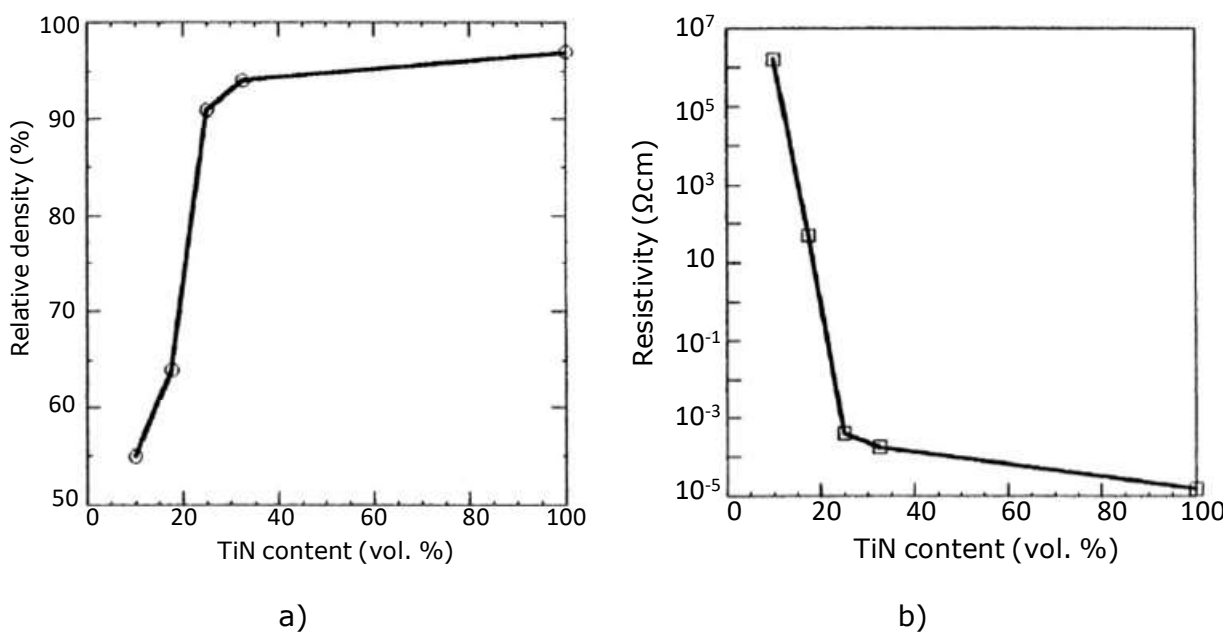 100
90
80
70
60
50
Relative density (%)
0 20 40 60 80 100
TiN content (vol. %)
a)
10⁷
10⁵
10³
10
10⁻¹
10⁻³
10⁻⁵
Resistivity (Ωcm)
0 20 40 60 80 100
TiN content (vol. %)
b)